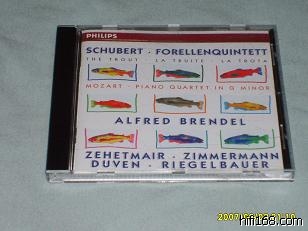 PHILIPS
SCHUBERT · FORELLENQUINTETT
THE TROUT · LA TRUITE · LA TROTA
MOZART · PIANO QUARTET IN G MINOR
ALFRED BRENDEL
ZEHETMAIR · ZIMMERMANN
DUVEN · RIEGELBAUER
hifi168.com